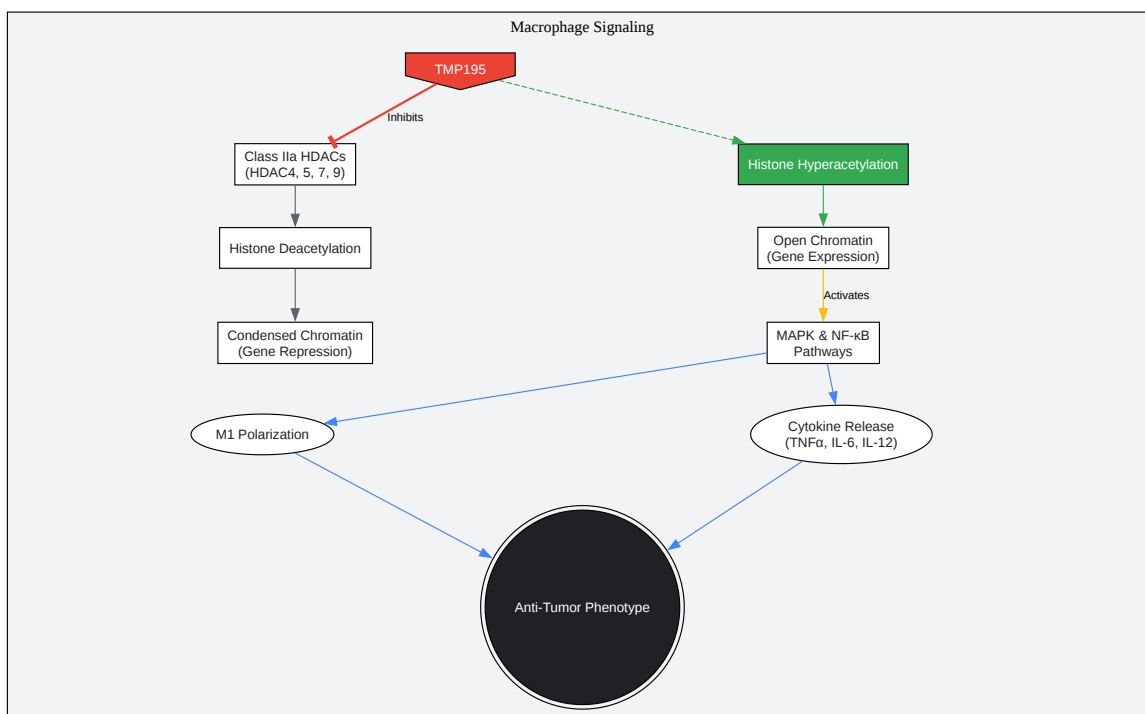 Macrophage Signaling
TMP195
Inhibits
Class IIa HDACs
(HDAC4, 5, 7, 9)
Histone Hyperacetylation
Histone Deacetylation
Open Chromatin
(Gene Expression)
Activates
Condensed Chromatin
(Gene Repression)
MAPK & NF-κB
Pathways
M1 Polarization
Cytokine Release
(TNFα, IL-6, IL-12)
Anti-Tumor Phenotype